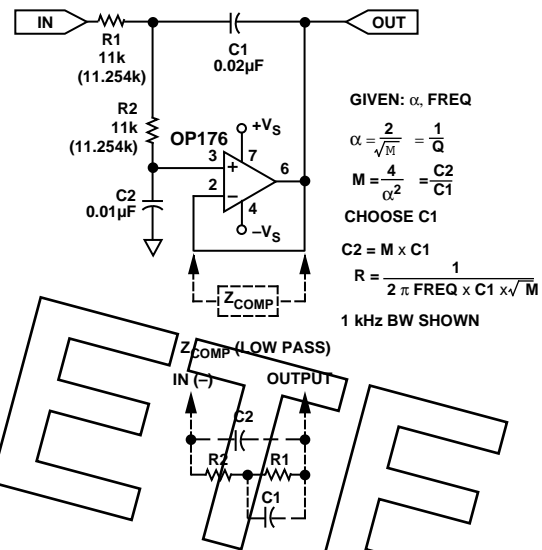 IN
OUT
R1
11k
(11.254k)
C1
0.02µF
R2
11k
(11.254k)
OP176
+VS
3
7
6
2
4
+
−
−VS
C2
0.01µF
ZCOMP
GIVEN: α, FREQ
α = 2/√M = 1/Q
M = 4/α² = C2/C1
CHOOSE C1
C2 = M x C1
R = 1/2 π FREQ x C1 x √M
1 kHz BW SHOWN
ZCOMP (LOW PASS)
IN (−)
OUTPUT
C2
R2
R1
C1
ETE